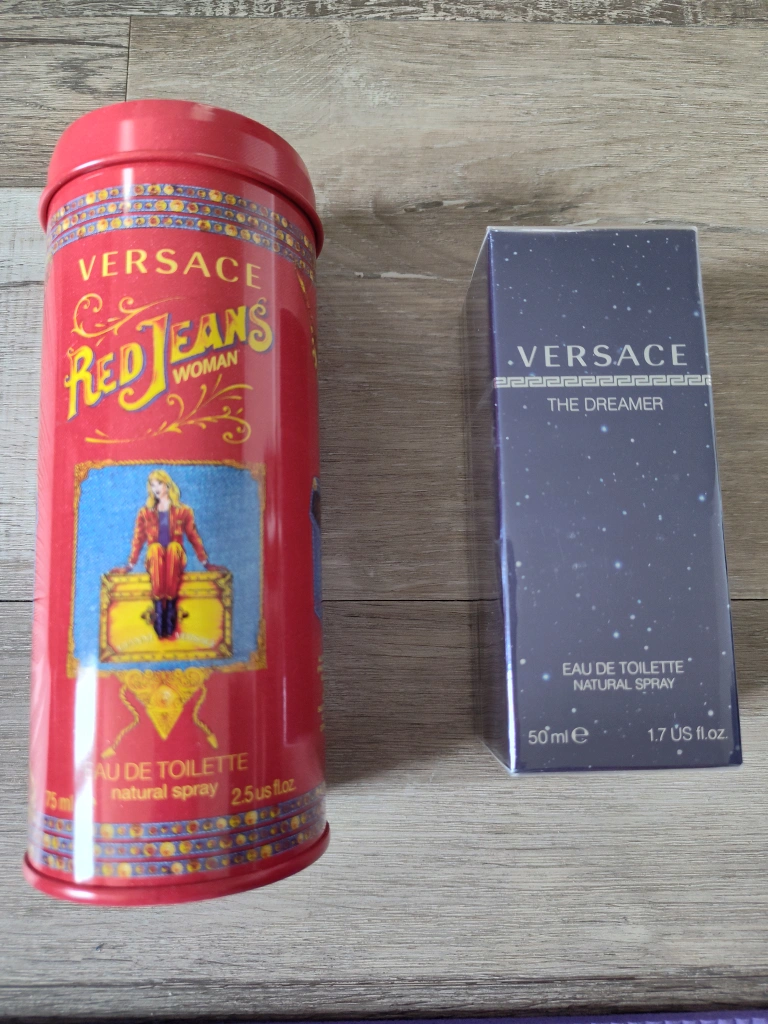 VERSACE
RED JEANS
WOMAN
EAU DE TOILETTE
natural spray
75 ml
2.5 us fl.oz.
VERSACE
THE DREAMER
EAU DE TOILETTE
NATURAL SPRAY
50 ml e
1.7 US fl.oz.